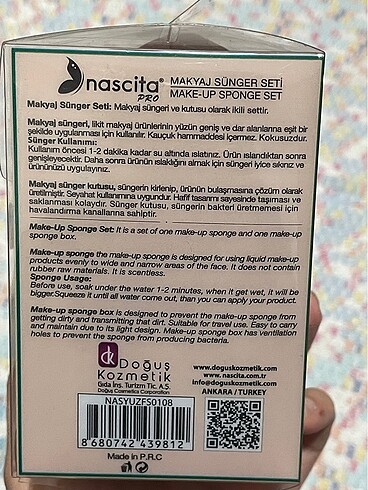 nascita
PRO
MAKYAJ SÜNGER SETİ
MAKE-UP SPONGE SET
Makyaj Sünger Seti: Makyaj süngeri ve kutusu olarak ikili settir.
Makyaj süngeri, likit makyaj ürünlerinin yüzün geniş ve dar alanlarına eşit bir
şekilde uygulanması için kullanılır. Kauçuk hammaddesi içermez. Kokusuzdur.
Sünger Kullanımı:
Kullanım öncesi 1-2 dakika kadar su altında ıslatınız. Ürün ıslandıktan sonra
genişleyecektir. Daha sonra ürünün ıslaklığını almak için süngeri iyice sıkınız ve
ürününüzü uygulayınız.
Makyaj sünger kutusu, süngerin kirlenip, ürünün bulaşmasına çözüm olarak
üretilmiştir. Seyahat kullanımına uygundur. Hafif tasarımı sayesinde taşıması ve
saklanması kolaydır. Sünger kutusu, süngerin bakteri üretmemesi için
havalandırma kanallarına sahiptir.
Make-Up Sponge Set: It is a set of one make-up sponge and one make-up
sponge box.
Make-up sponge the make-up sponge is designed for using liquid make-up
products evenly to wide and narrow areas of the face. It does not contain
rubber raw materials. It is scentless.
Sponge Usage:
Before use, soak under the water 1-2 minutes, when it get wet, it will be
bigger.Squeeze it until all water come out, than you can apply your product.
Make-up sponge box is designed to prevent the make-up sponge from
getting dirty and transmitting that dirt. Suitable for travel use. Easy to carry
and maintain due to its light design. Make-up sponge box has ventilation
holes to prevent the sponge from producing bacteria.
dk Doğuş
Kozmetik
Gıda İnş. Turizm Tic. A.Ş.
Doğuş Cosmetics Corporation
www.doguskozmetik.com
www.nascita.com.tr
info@doguskozmetik.com
ANKARA / TURKEY
NASYUZFS0108
8 680742 439812
Made in P.R.C